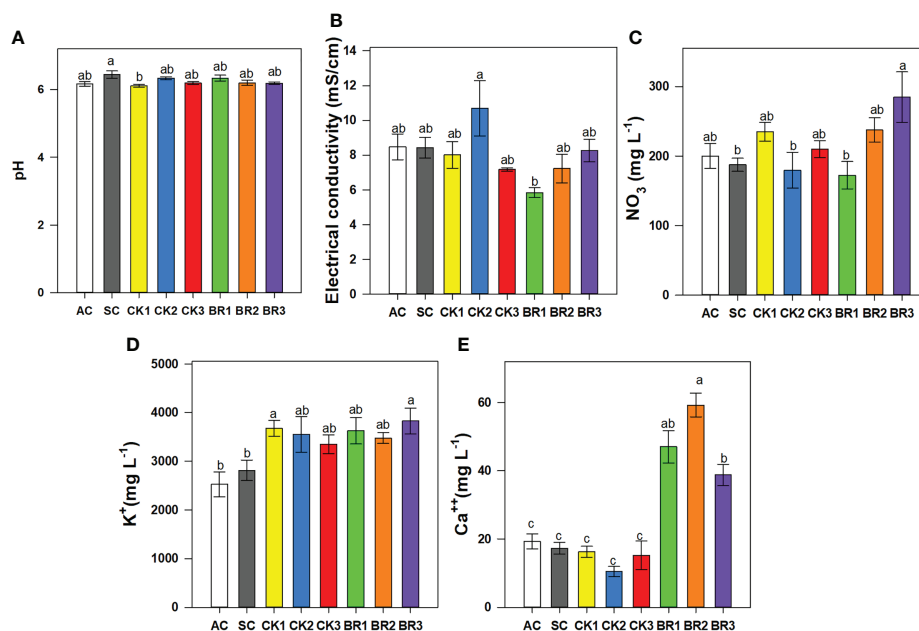 A
pH
6
4
2
0
ab
a
b
ab
ab
ab
ab
ab
AC SC CK1 CK2 CK3 BR1 BR2 BR3
B
Electrical conductivity (mS/cm)
14
12
10
8
6
4
2
0
ab
ab
ab
a
ab
b
ab
ab
AC SC CK1 CK2 CK3 BR1 BR2 BR3
C
NO3 (mg L-1)
300
200
100
0
ab
b
ab
b
ab
b
ab
a
AC SC CK1 CK2 CK3 BR1 BR2 BR3
D
K+(mg L-1)
5000
4000
3000
2000
1000
0
b
b
a
ab
ab
ab
ab
a
AC SC CK1 CK2 CK3 BR1 BR2 BR3
E
Ca++(mg L-1)
60
40
20
0
c
c
c
c
c
ab
a
b
AC SC CK1 CK2 CK3 BR1 BR2 BR3